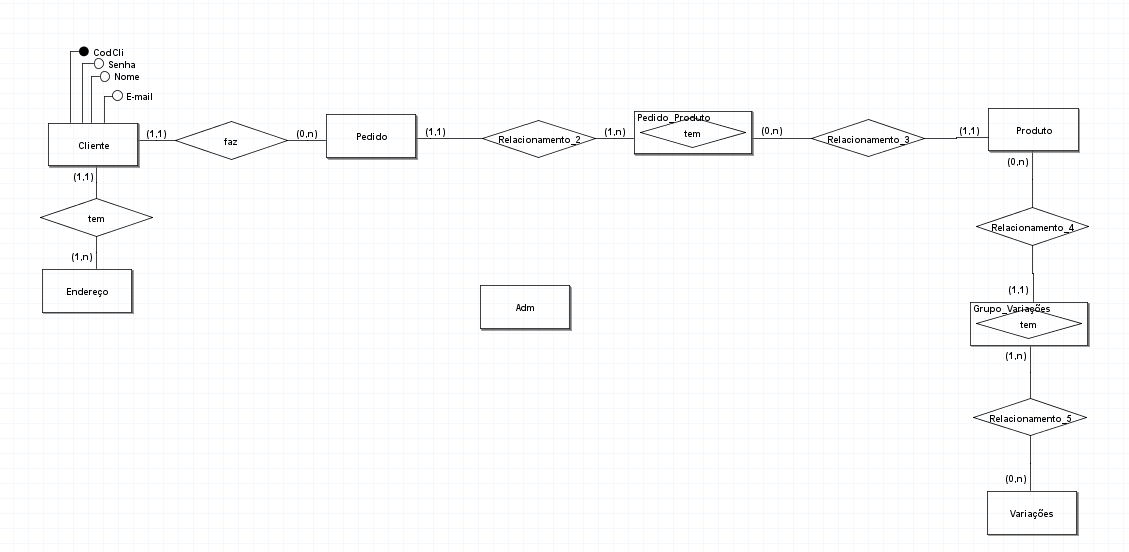 CodCli
Senha
Nome
E-mail
Cliente
(1,1)
faz
(0,n)
Pedido
(1,1)
Relacionamento_2
(1,n)
Pedido_Produto
tem
(0,n)
Relacionamento_3
(1,1)
Produto
(1,1)
tem
(1,n)
Endereço
Adm
(0,n)
Relacionamento_4
(1,1)
Grupo_Variações
tem
(1,n)
Relacionamento_5
(0,n)
Variações